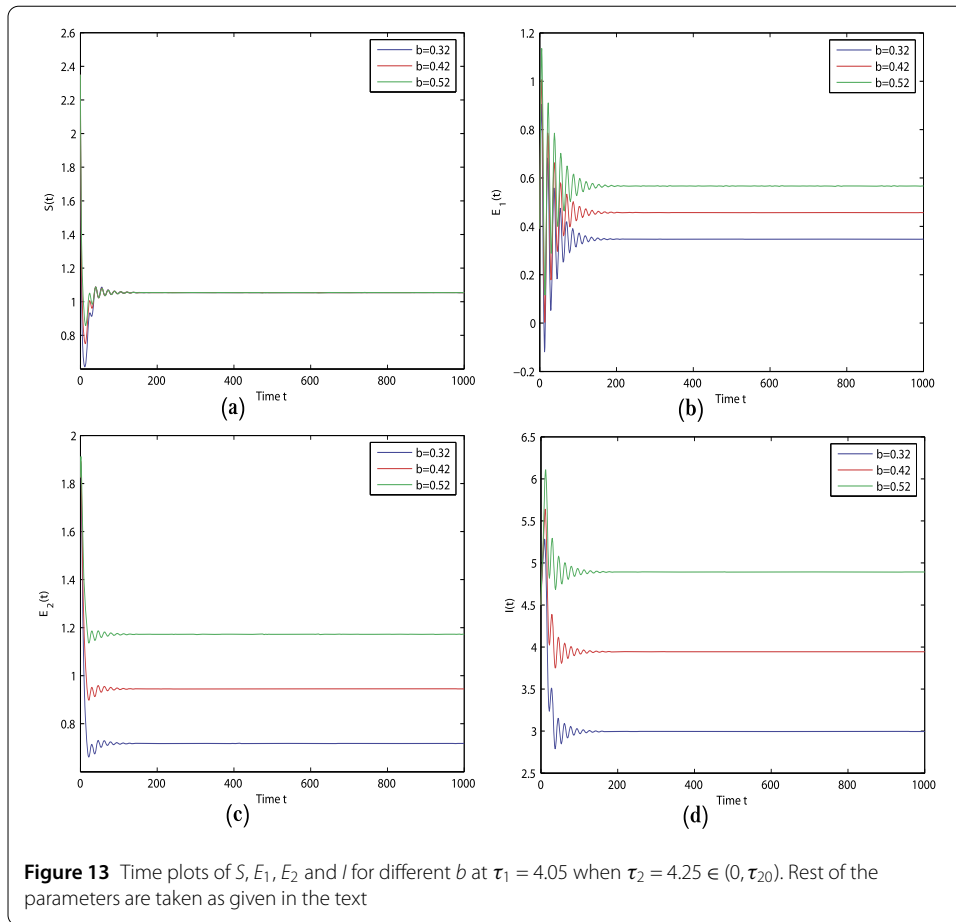 2.6
2.4
2.2
2
1.8
1.6
1.4
1.2
1
0.8
S(t)
b=0.32
b=0.42
b=0.52
0
200
400
600
800
1000
Time t
(a)
1.2
1
0.8
0.6
0.4
0.2
0
−0.2
E_1(t)
b=0.32
b=0.42
b=0.52
0
200
400
600
800
1000
Time t
(b)
2
1.8
1.6
1.4
1.2
1
0.8
E_2(t)
b=0.32
b=0.42
b=0.52
0
200
400
600
800
1000
Time t
(c)
6.5
6
5.5
5
4.5
4
3.5
3
2.5
I(t)
b=0.32
b=0.42
b=0.52
0
200
400
600
800
1000
Time t
(d)
Figure 13 Time plots of S, E₁, E₂ and I for different b at τ₁ = 4.05 when τ₂ = 4.25 ∈ (0, τ₂₀). Rest of the
parameters are taken as given in the text